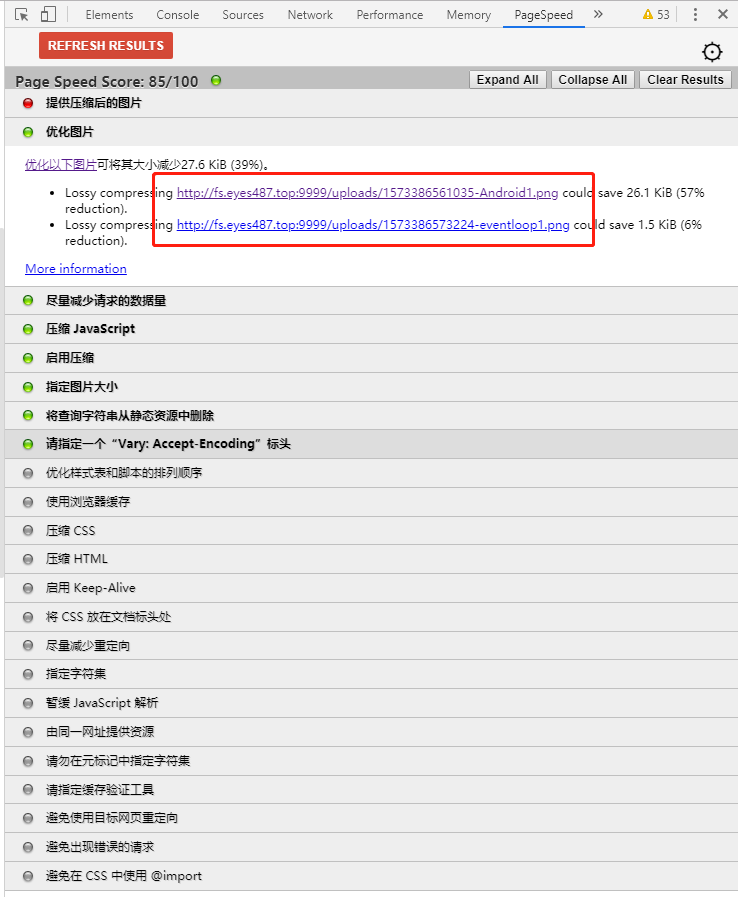 Elements Console Sources Network Performance Memory PageSpeed » 53
REFRESH RESULTS
Page Speed Score: 85/100 Expand All Collapse All Clear Results
提供压缩后的图片
优化图片
优化以下图片可将其大小减少27.6 KiB (39%)。
• Lossy compressing http://fs.eyes487.top:9999/uploads/1573386561035-Android1.png could save 26.1 KiB (57%
reduction).
• Lossy compressing http://fs.eyes487.top:9999/uploads/1573386573224-eventloop1.png could save 1.5 KiB (6%
reduction).
More information
尽量减少请求的数据量
压缩 JavaScript
启用压缩
指定图片大小
将查询字符串从静态资源中删除
请指定一个“Vary: Accept-Encoding”标头
优化样式表和脚本的排列顺序
使用浏览器缓存
压缩 CSS
压缩 HTML
启用 Keep-Alive
将 CSS 放在文档标头处
尽量减少重定向
指定字符集
暂缓 JavaScript 解析
由同一网址提供资源
请勿在元标记中指定字符集
请指定缓存验证工具
避免使用目标网页重定向
避免出现错误的请求
避免在 CSS 中使用 @import